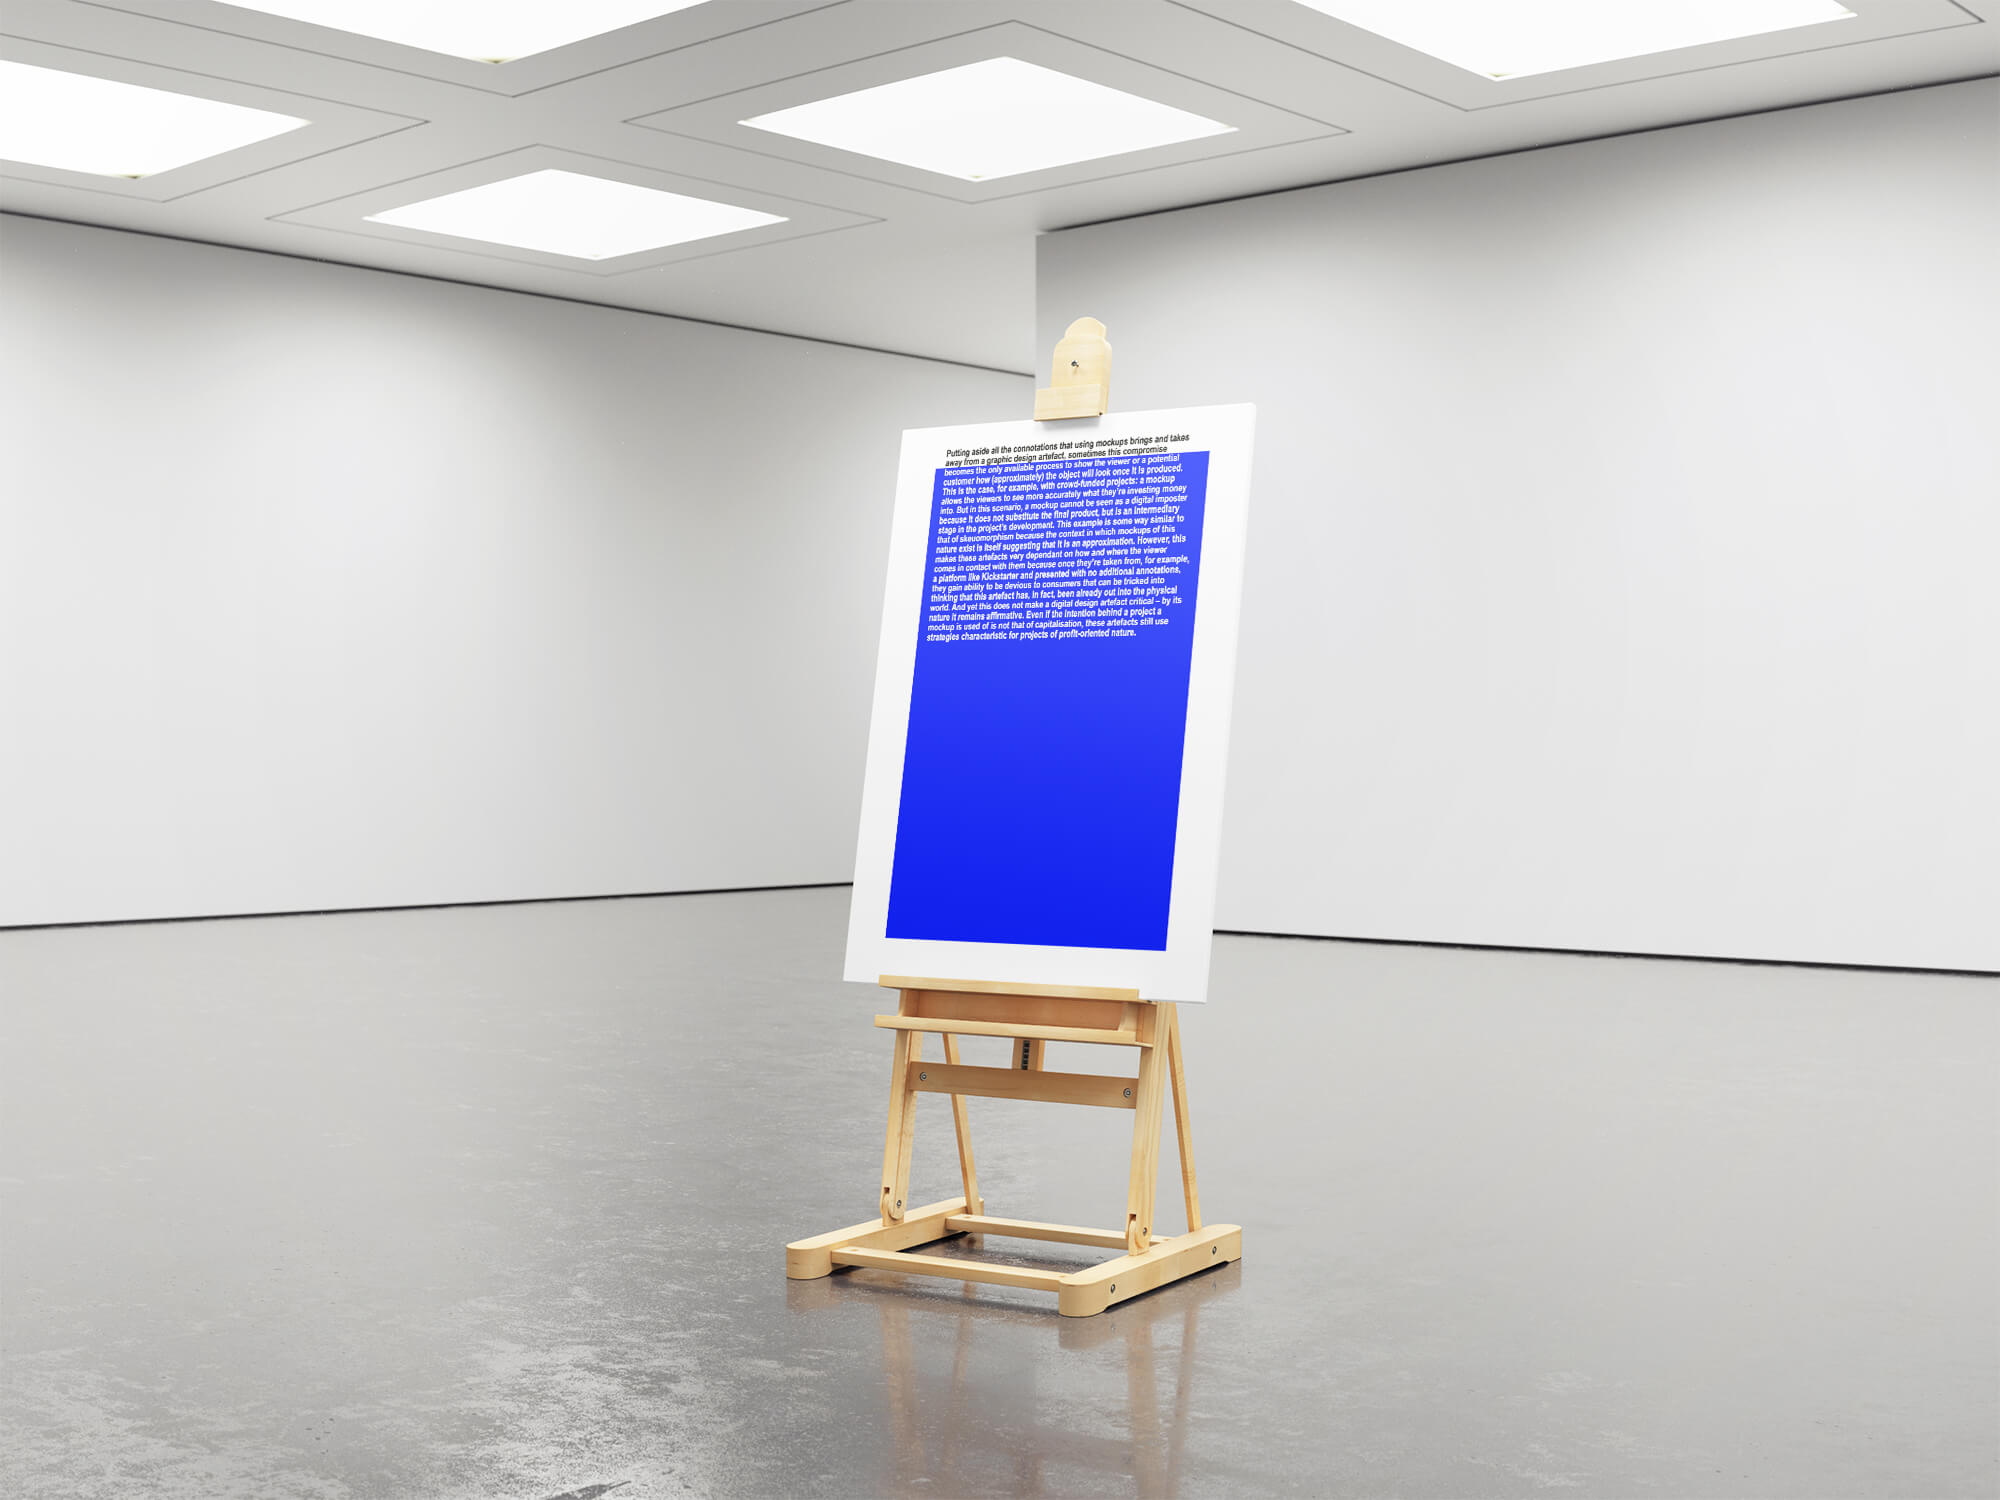 Putting aside all the connotations that using mockups brings and takes
away from a graphic design artefact, sometimes this compromise
becomes the only available process to show the viewer or a potential
customer how (approximately) the object will look once it is produced.
This is the case, for example, with crowd-funded projects: a mockup
allows the viewers to see more accurately what they're investing money
into. But in this scenario, a mockup cannot be seen as a digital imposter
because it does not substitute the final product, but is an intermediary
stage in the project's development. This example is some way similar to
that of skeuomorphism because the context in which mockups of this
nature exist is itself suggesting that it is an approximation. However, this
makes these artefacts very dependant on how and where the viewer
comes in contact with them because once they're taken from, for example,
a platform like Kickstarter and presented with no additional annotations,
they gain ability to be devious to consumers that can be tricked into
thinking that this artefact has, in fact, been already out into the physical
world. And yet this does not make a digital design artefact critical – by its
nature it remains affirmative. Even if the intention behind a project a
mockup is used of is not that of capitalisation, these artefacts still use
strategies characteristic for projects of profit-oriented nature.